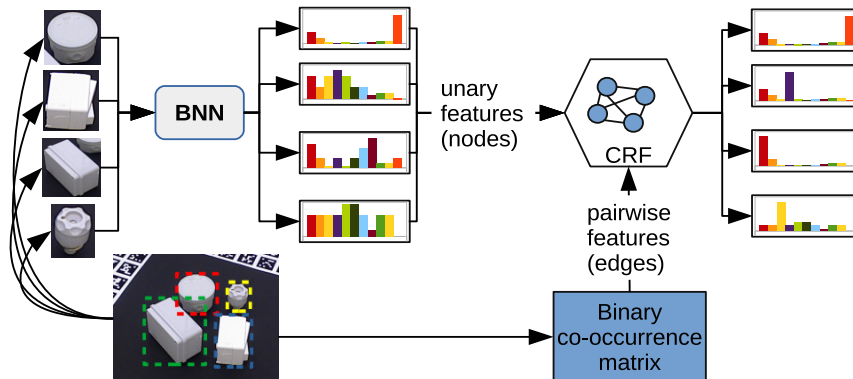 BNN
unary
features
(nodes)
CRF
pairwise
features
(edges)
Binary
co-occurrence
matrix